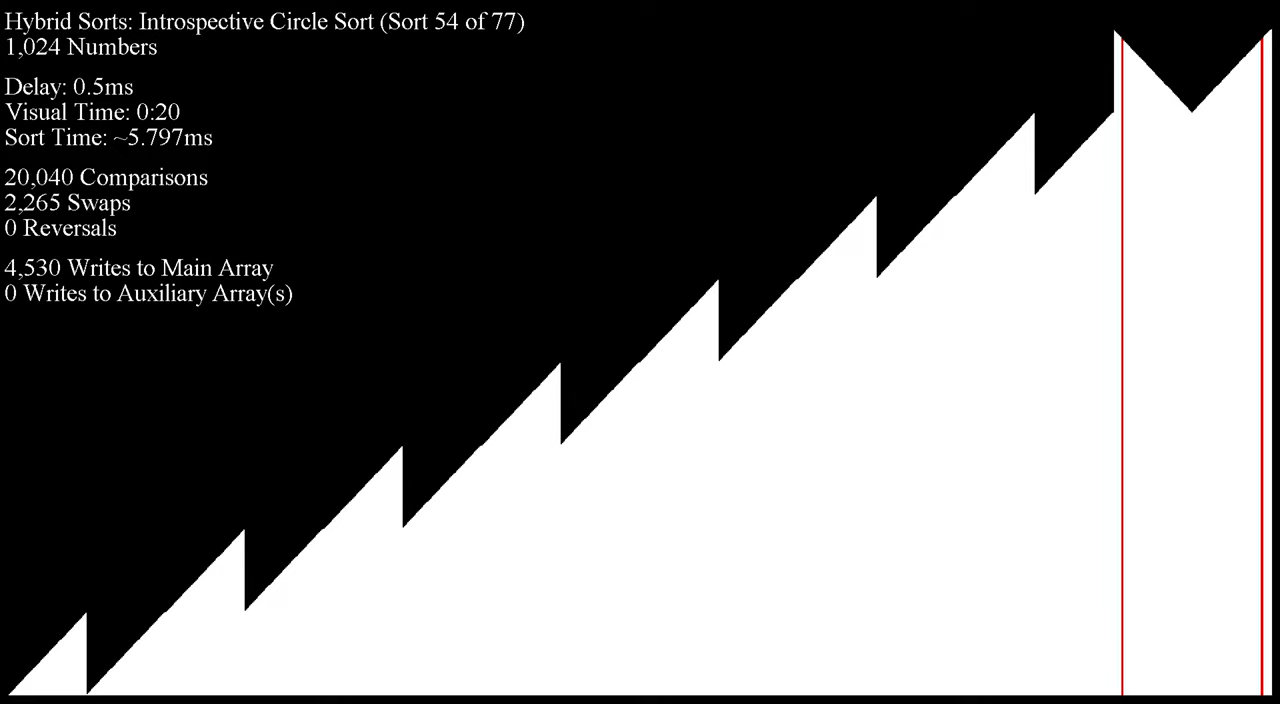 Hybrid Sorts: Introspective Circle Sort (Sort 54 of 77)
1,024 Numbers
Delay: 0.5ms
Visual Time: 0:20
Sort Time: ~5.797ms
20,040 Comparisons
2,265 Swaps
0 Reversals
4,530 Writes to Main Array
0 Writes to Auxiliary Array(s)